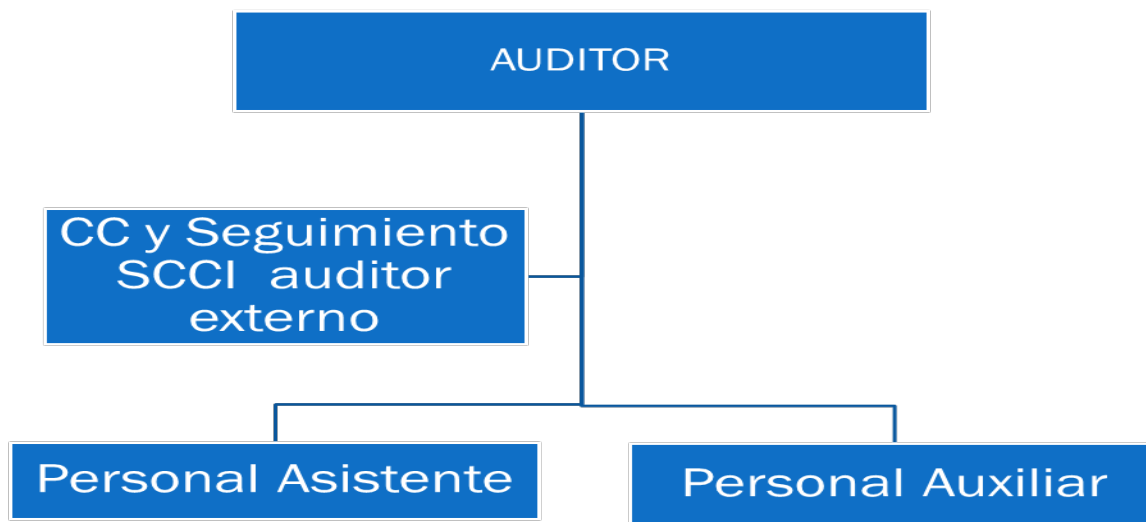 AUDITOR
CC y Seguimiento
SCCI auditor
externo
Personal Asistente
Personal Auxiliar